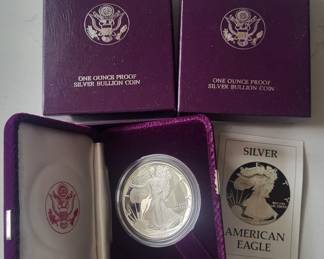 ONE OUNCE PROOF
SILVER BULLION COIN
ONE OUNCE PROOF
SILVER BULLION COIN
SILVER
AMERICAN
EAGLE